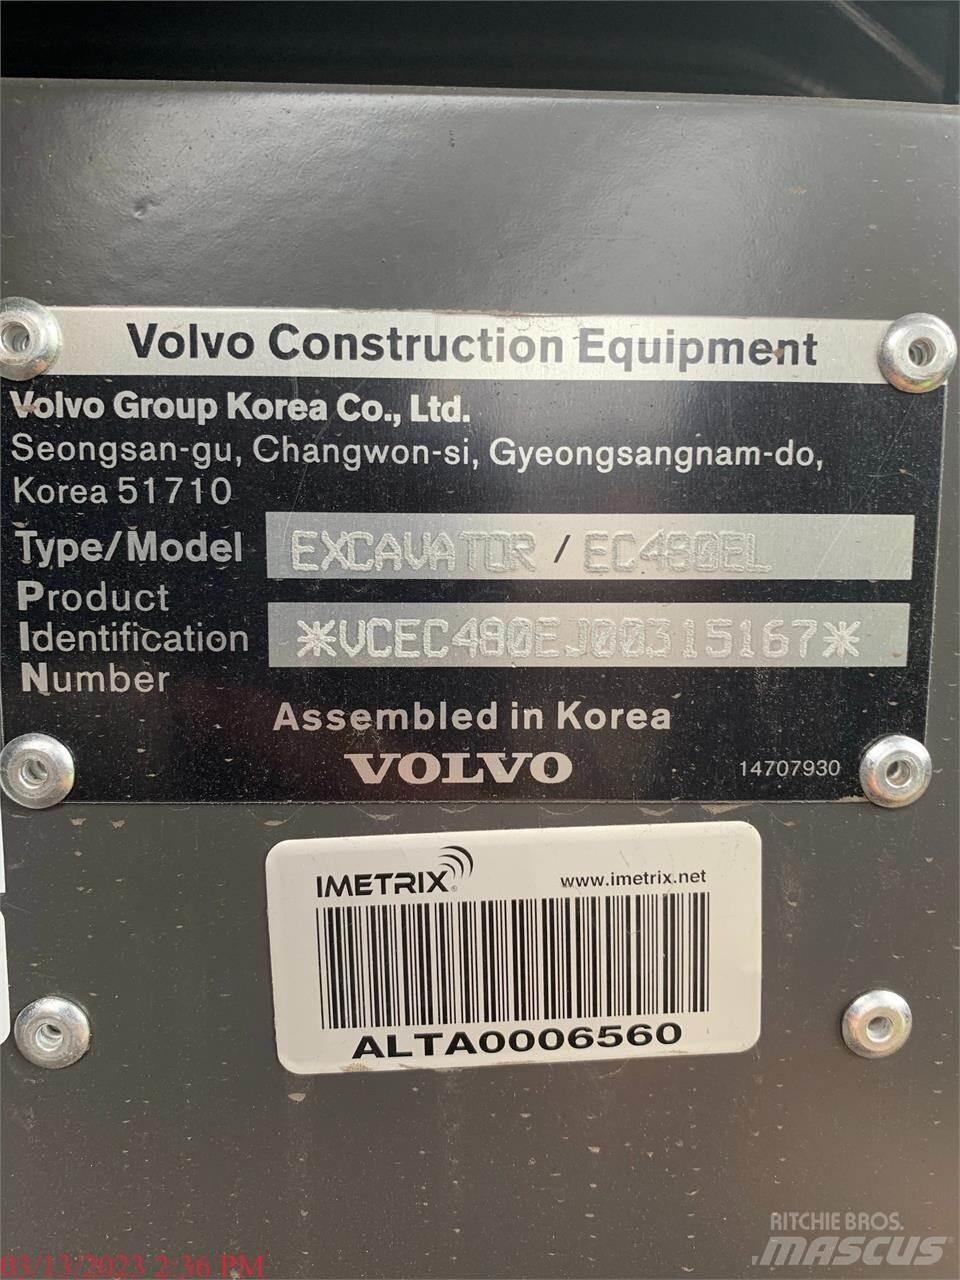 Volvo Construction Equipment
Volvo Group Korea Co., Ltd.
Seongsan-gu, Changwon-si, Gyeongsangnam-do,
Korea 51710
Type/Model EXCAVATOR / EC480EL
Product
Identification *VCEC480EJ00315167*
Number
Assembled in Korea
VOLVO 14707930
IMETRIX® www.imetrix.net
ALTA0006560
RITCHIE BROS.
MASCUS
03/13/2023 2:36 PM